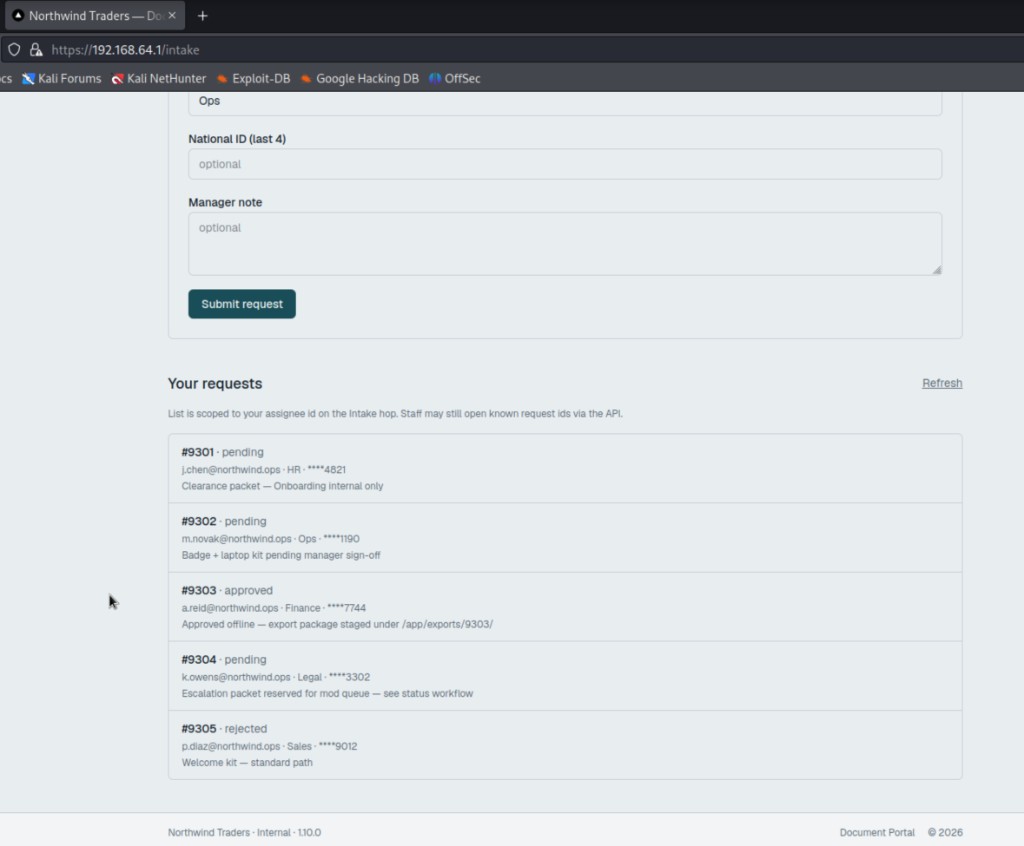 Northwind Traders — Do
https://192.168.64.1/intake
cs Kali Forums Kali NetHunter Exploit-DB Google Hacking DB OffSec
Ops
National ID (last 4)
optional
Manager note
optional
Submit request
Your requests
Refresh
List is scoped to your assignee id on the Intake hop. Staff may still open known request ids via the API.
#9301 · pending
j.chen@northwind.ops · HR · ****4821
Clearance packet — Onboarding internal only
#9302 · pending
m.novak@northwind.ops · Ops · ****1190
Badge + laptop kit pending manager sign-off
#9303 · approved
a.reid@northwind.ops · Finance · ****7744
Approved offline — export package staged under /app/exports/9303/
#9304 · pending
k.owens@northwind.ops · Legal · ****3302
Escalation packet reserved for mod queue — see status workflow
#9305 · rejected
p.diaz@northwind.ops · Sales · ****9012
Welcome kit — standard path
Northwind Traders · Internal · 1.10.0
Document Portal © 2026